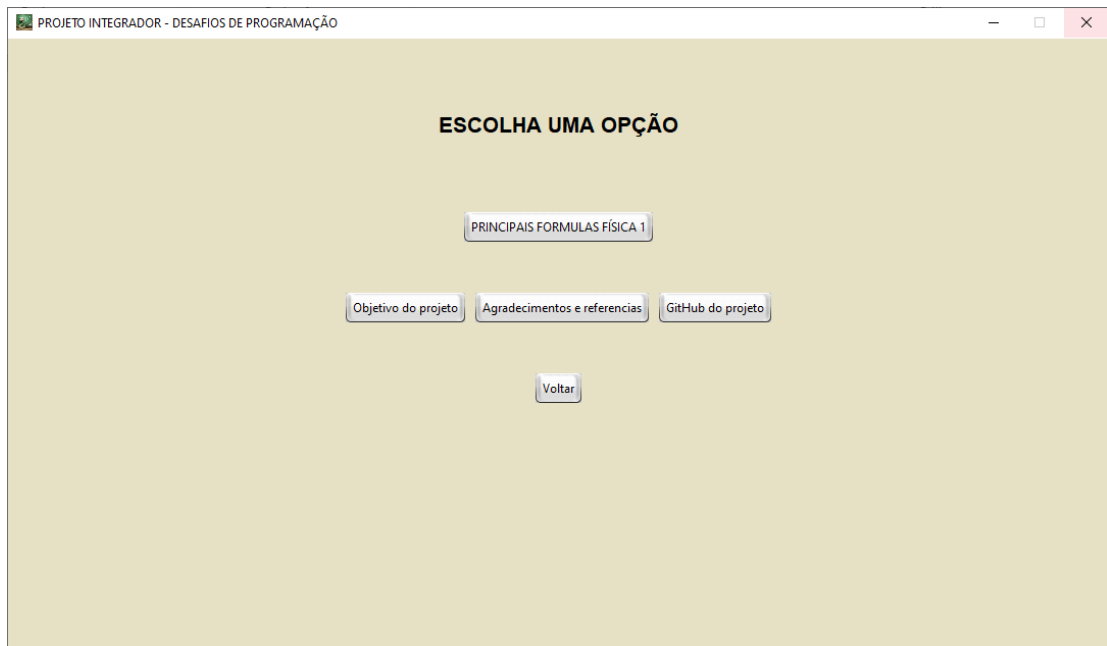 PROJETO INTEGRADOR - DESAFIOS DE PROGRAMAÇÃO
ESCOLHA UMA OPÇÃO
PRINCIPAIS FORMULAS FÍSICA 1
Objetivo do projeto Agradecimentos e referencias GitHub do projeto
Voltar